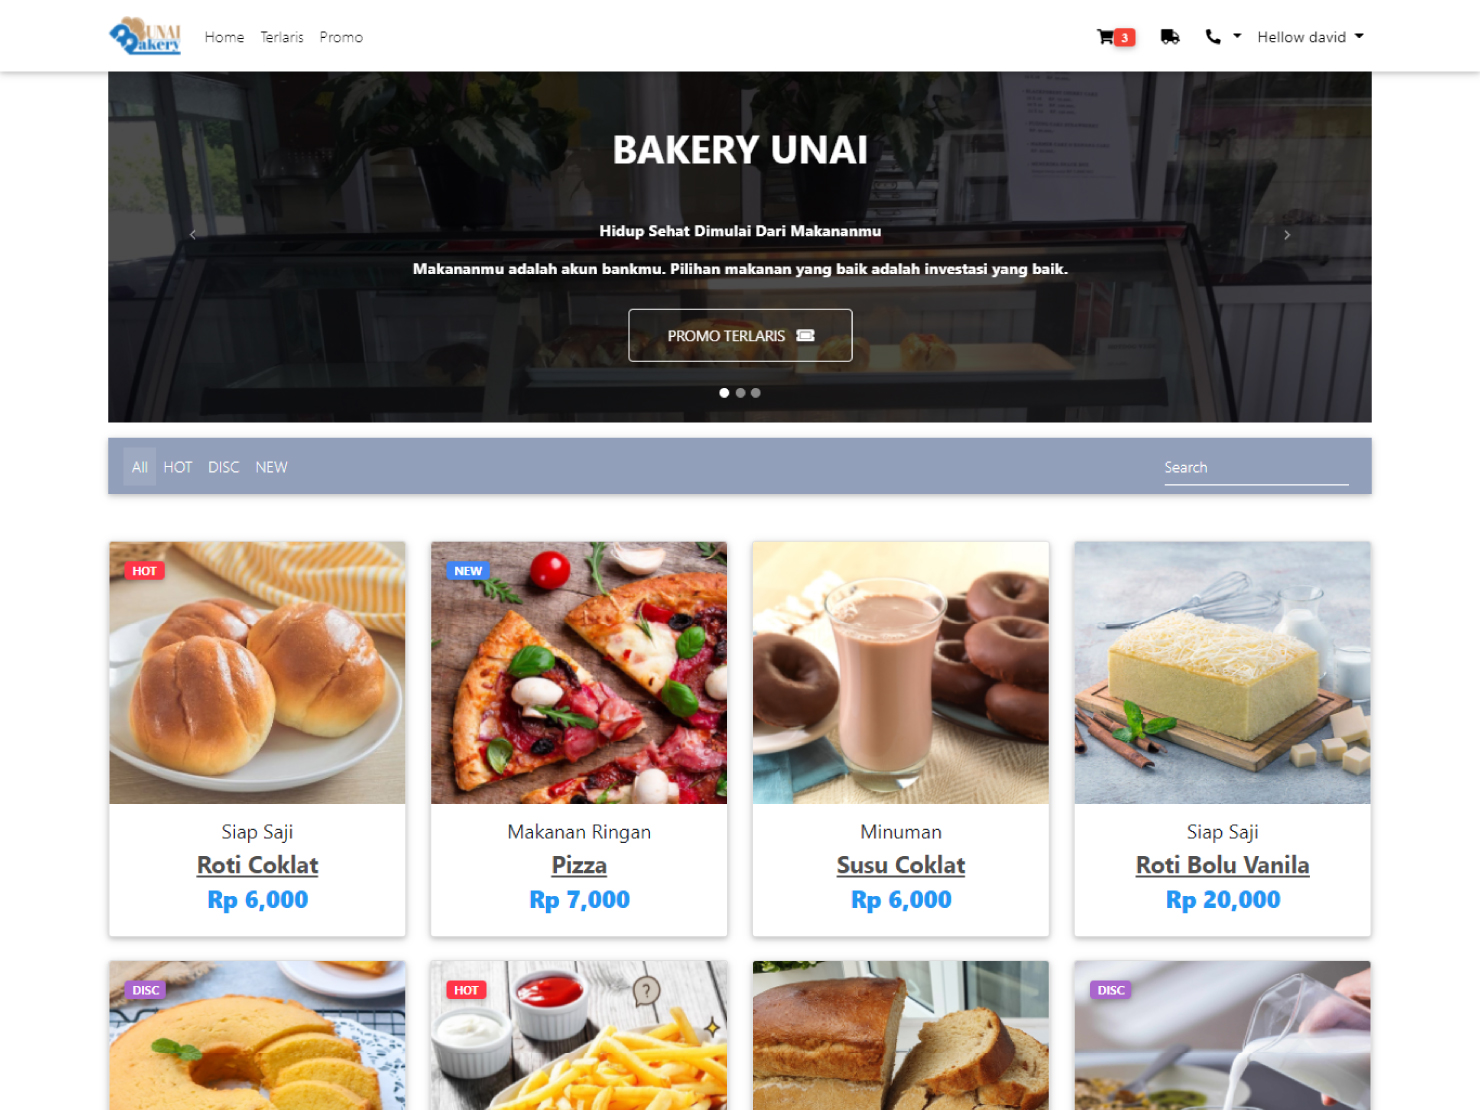 UNAI
Bakery
Home Terlaris Promo
3
Hellow david
BAKERY UNAI
Hidup Sehat Dimulai Dari Makananmu
Makananmu adalah akun bankmu. Pilihan makanan yang baik adalah investasi yang baik.
PROMO TERLARIS
All HOT DISC NEW
Search
HOT
NEW
Siap Saji
Roti Coklat
Rp 6,000
Makanan Ringan
Pizza
Rp 7,000
Minuman
Susu Coklat
Rp 6,000
Siap Saji
Roti Bolu Vanila
Rp 20,000
DISC
HOT
?
DISC